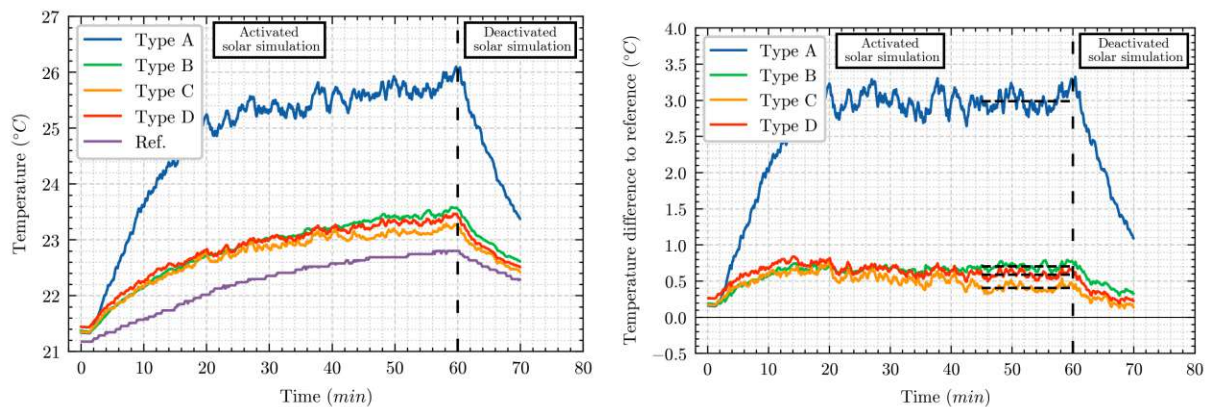 27
26
25
24
23
22
21
Temperature (°C)
0
10
20
30
40
50
60
70
80
Time (min)
Type A
Type B
Type C
Type D
Ref.
Activated
solar simulation
Deactivated
solar simulation
4.0
3.5
3.0
2.5
2.0
1.5
1.0
0.5
0.0
−0.5
Temperature difference to reference (°C)
0
10
20
30
40
50
60
70
80
Time (min)
Type A
Type B
Type C
Type D
Activated
solar simulation
Deactivated
solar simulation